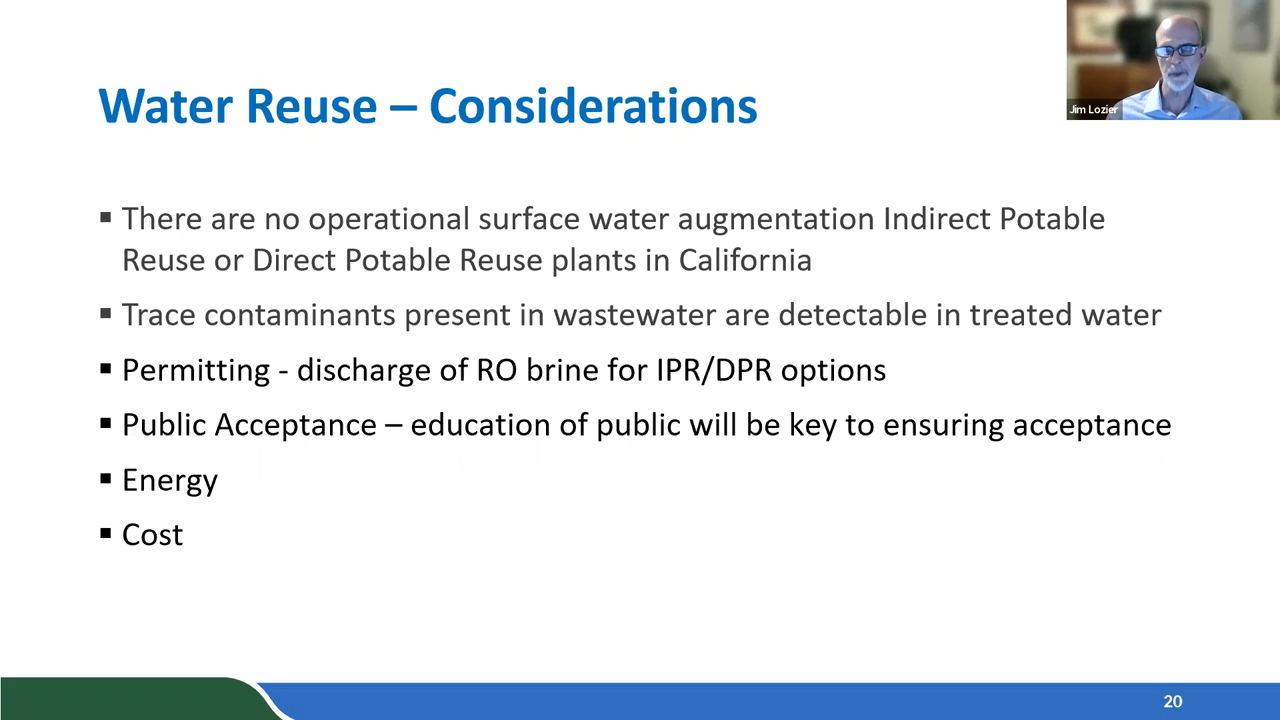 Jim Lozier
Water Reuse – Considerations
▪ There are no operational surface water augmentation Indirect Potable
Reuse or Direct Potable Reuse plants in California
▪ Trace contaminants present in wastewater are detectable in treated water
▪ Permitting - discharge of RO brine for IPR/DPR options
▪ Public Acceptance – education of public will be key to ensuring acceptance
▪ Energy
▪ Cost
20